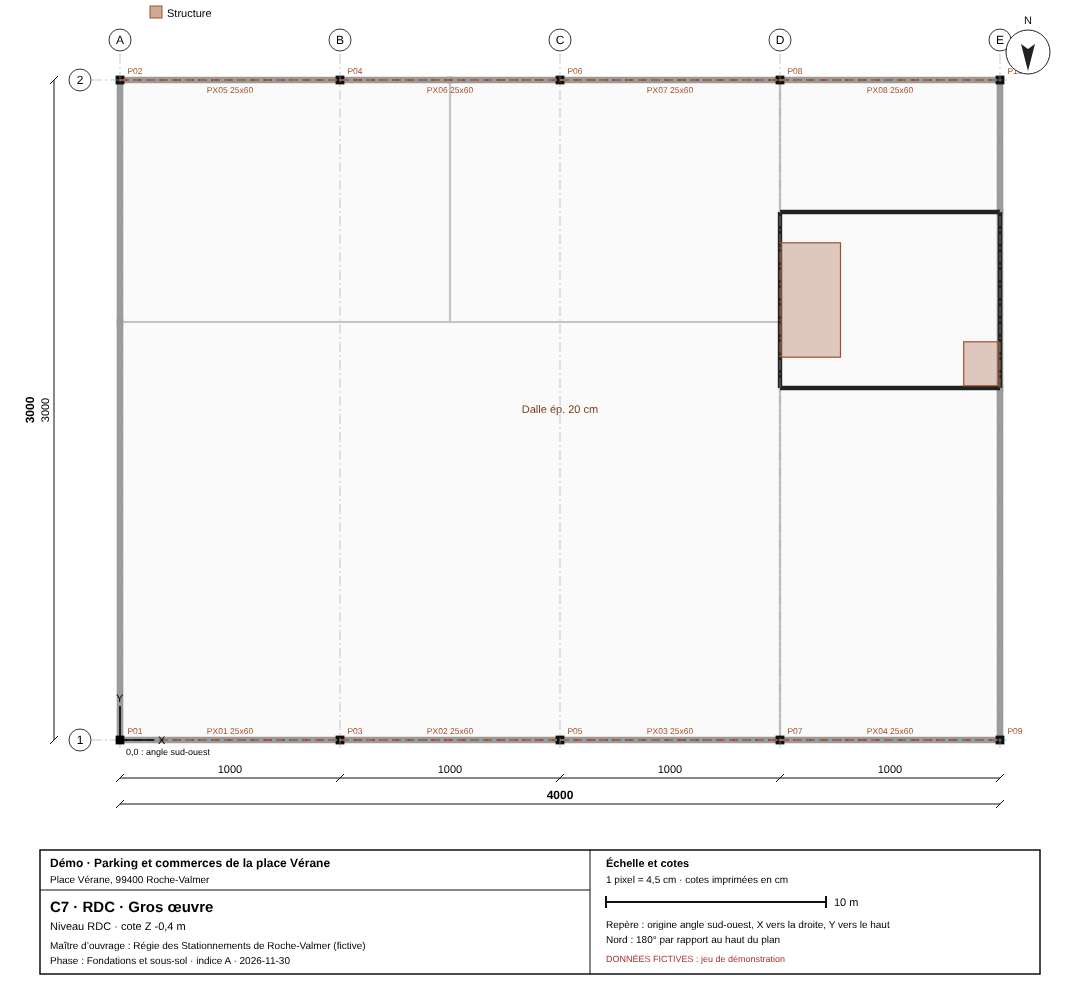 Structure
N
A B C D E
2
P02 P04 P06 P08
PX05 25x60 PX06 25x60 PX07 25x60 PX08 25x60
3000
3000
Dalle ép. 20 cm
Y
P01 PX01 25x60 P03 PX02 25x60 P05 PX03 25x60 P07 PX04 25x60 P09
1
X
0,0 : angle sud-ouest
1000 1000 1000 1000
4000
Démo · Parking et commerces de la place Vérane
Place Vérane, 99400 Roche-Valmer
C7 · RDC · Gros œuvre
Niveau RDC · cote Z -0,4 m
Maître d’ouvrage : Régie des Stationnements de Roche-Valmer (fictive)
Phase : Fondations et sous-sol · indice A · 2026-11-30
Échelle et cotes
1 pixel = 4,5 cm · cotes imprimées en cm
10 m
Repère : origine angle sud-ouest, X vers la droite, Y vers le haut
Nord : 180° par rapport au haut du plan
DONNÉES FICTIVES : jeu de démonstration